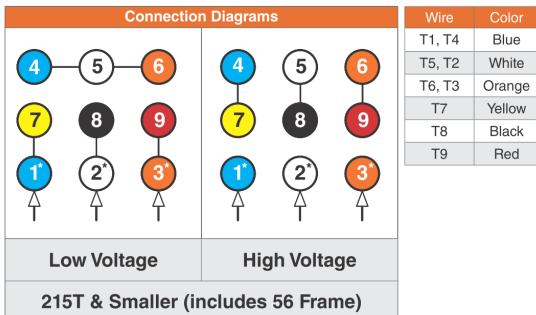 Connection Diagrams
4 5 6 4 5 6
7 8 9 7 8 9
1* 2* 3* 1* 2* 3*
Low Voltage High Voltage
215T & Smaller (includes 56 Frame)
Wire Color
T1, T4 Blue
T5, T2 White
T6, T3 Orange
T7 Yellow
T8 Black
T9 Red